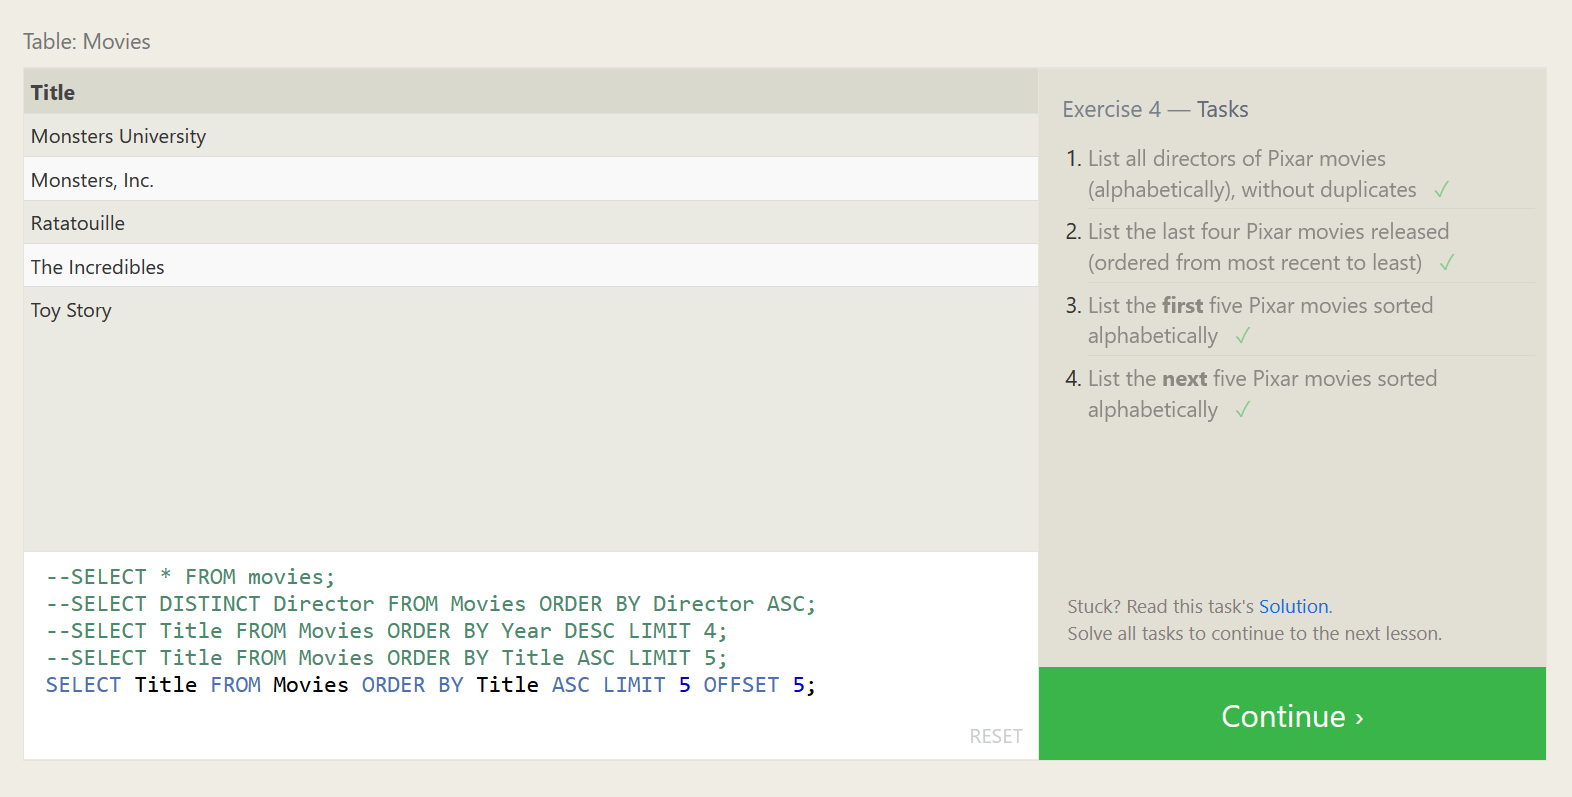 Table: Movies
Title
Monsters University
Monsters, Inc.
Ratatouille
The Incredibles
Toy Story
--SELECT * FROM movies;
--SELECT DISTINCT Director FROM Movies ORDER BY Director ASC;
--SELECT Title FROM Movies ORDER BY Year DESC LIMIT 4;
--SELECT Title FROM Movies ORDER BY Title ASC LIMIT 5;
SELECT Title FROM Movies ORDER BY Title ASC LIMIT 5 OFFSET 5;
RESET
Exercise 4 — Tasks
1. List all directors of Pixar movies
(alphabetically), without duplicates ✓
2. List the last four Pixar movies released
(ordered from most recent to least) ✓
3. List the first five Pixar movies sorted
alphabetically ✓
4. List the next five Pixar movies sorted
alphabetically ✓
Stuck? Read this task's Solution.
Solve all tasks to continue to the next lesson.
Continue ›